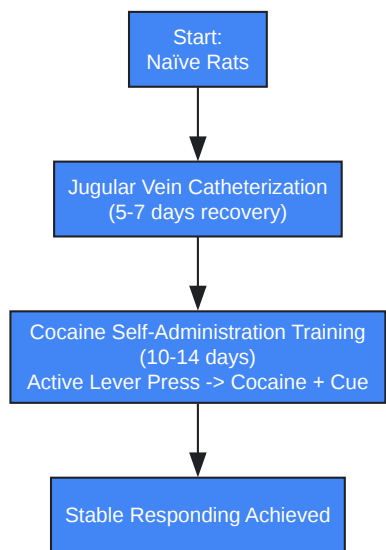 Start:
Naïve Rats
Jugular Vein Catheterization
(5-7 days recovery)
Cocaine Self-Administration Training
(10-14 days)
Active Lever Press -> Cocaine + Cue
Stable Responding Achieved